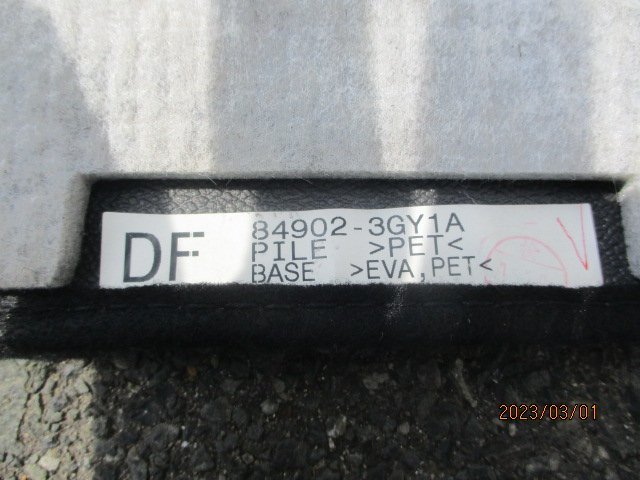 DF
84902-3GY1A
PILE >PET<
BASE >EVA,PET<
2023/03/01